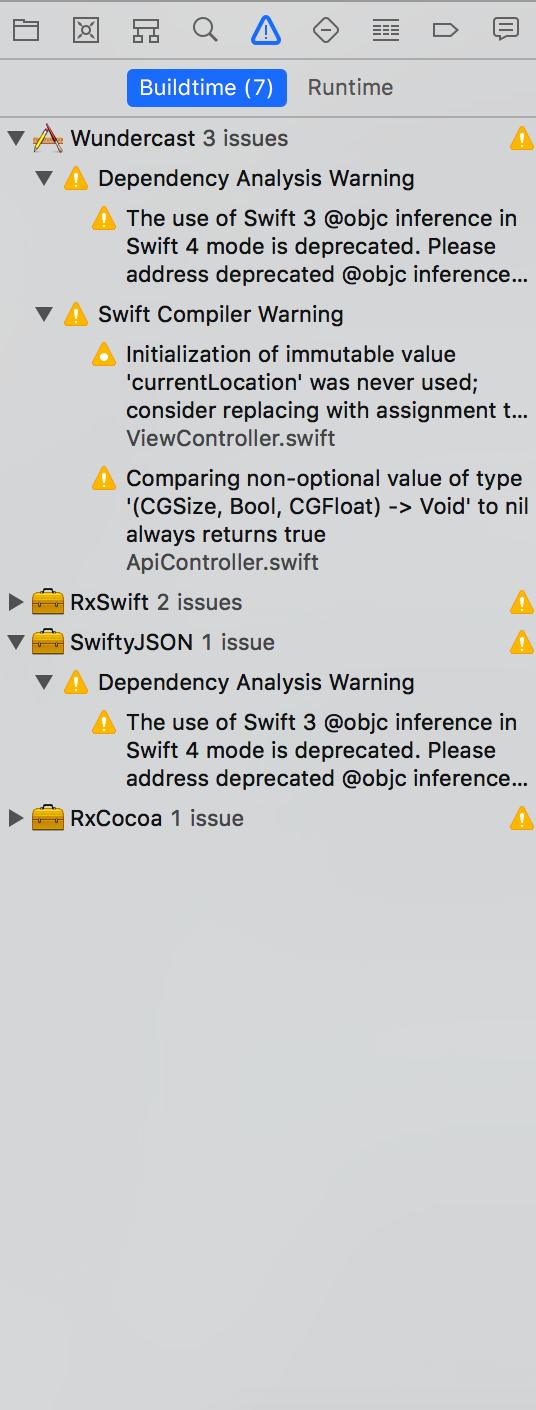 Buildtime (7) Runtime
Wundercast 3 issues
Dependency Analysis Warning
The use of Swift 3 @objc inference in
Swift 4 mode is deprecated. Please
address deprecated @objc inference...
Swift Compiler Warning
Initialization of immutable value
'currentLocation' was never used;
consider replacing with assignment t...
ViewController.swift
Comparing non-optional value of type
'(CGSize, Bool, CGFloat) -> Void' to nil
always returns true
ApiController.swift
RxSwift 2 issues
SwiftyJSON 1 issue
Dependency Analysis Warning
The use of Swift 3 @objc inference in
Swift 4 mode is deprecated. Please
address deprecated @objc inference...
RxCocoa 1 issue